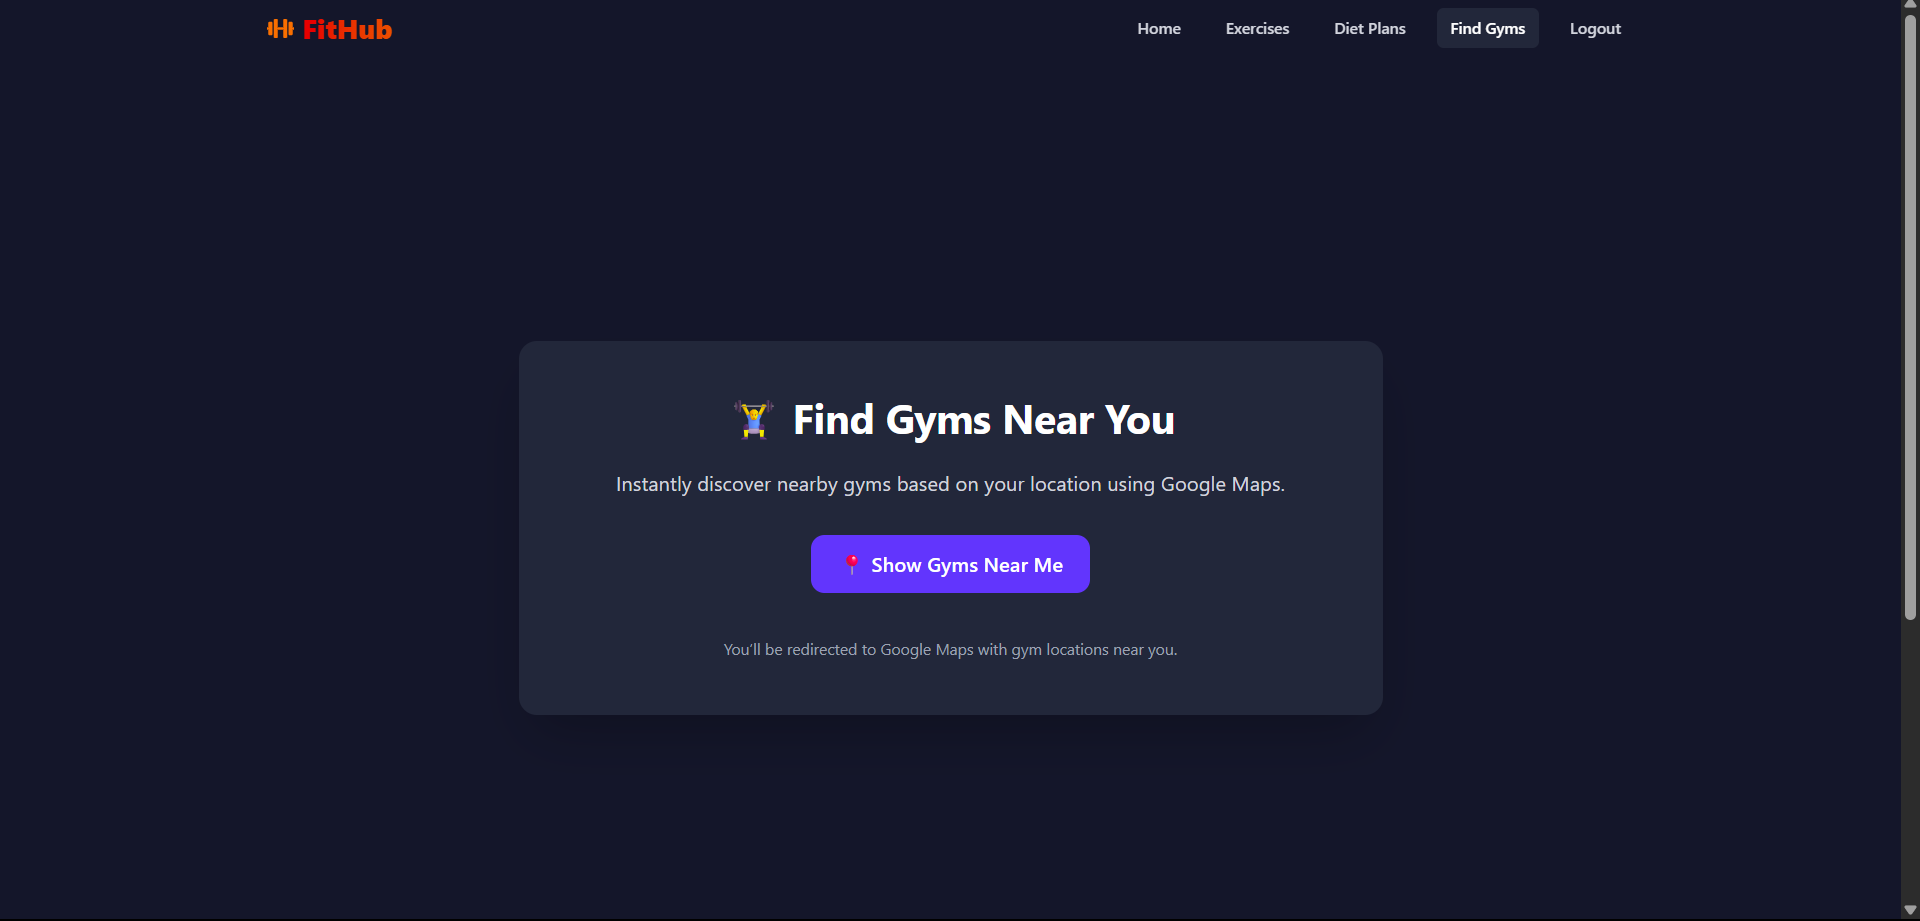 FitHub
Home Exercises Diet Plans Find Gyms Logout
Find Gyms Near You
Instantly discover nearby gyms based on your location using Google Maps.
Show Gyms Near Me
You’ll be redirected to Google Maps with gym locations near you.